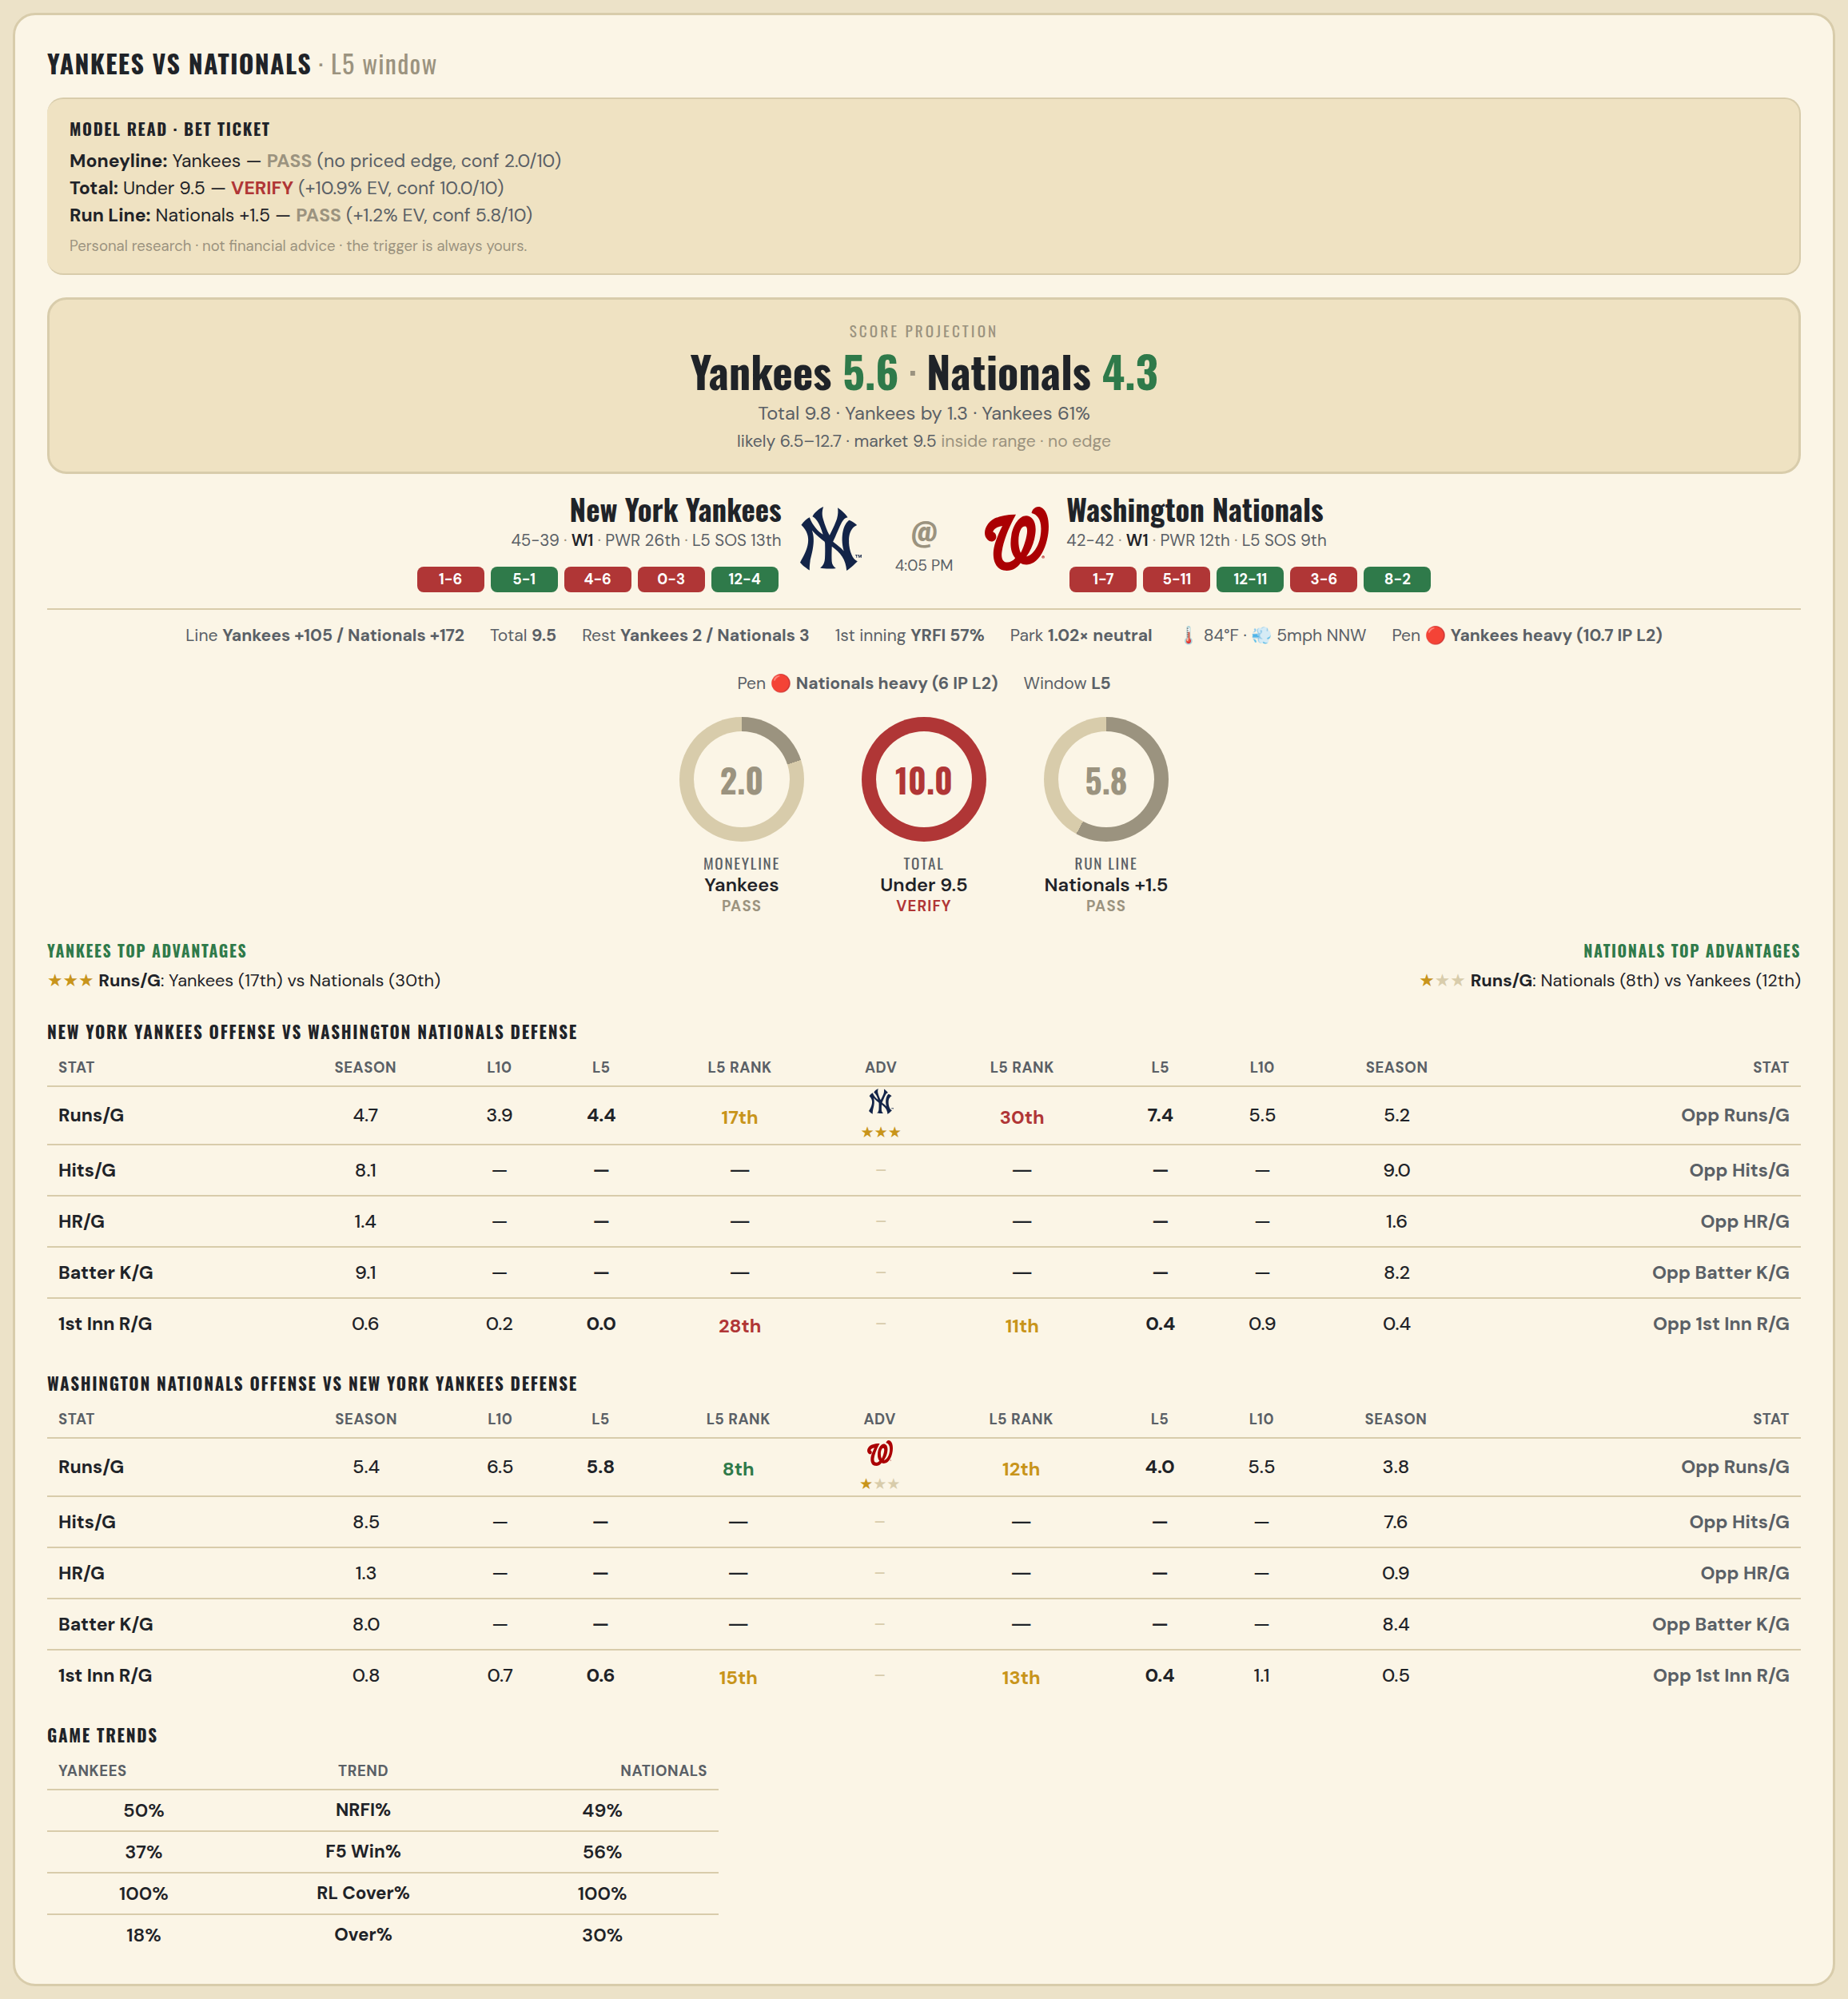 YANKEES VS NATIONALS · L5 window
MODEL READ · BET TICKET
Moneyline: Yankees — PASS (no priced edge, conf 2.0/10)
Total: Under 9.5 — VERIFY (+10.9% EV, conf 10.0/10)
Run Line: Nationals +1.5 — PASS (+1.2% EV, conf 5.8/10)
Personal research · not financial advice · the trigger is always yours.
SCORE PROJECTION
Yankees 5.6 · Nationals 4.3
Total 9.8 · Yankees by 1.3 · Yankees 61%
likely 6.5–12.7 · market 9.5 inside range · no edge
New York Yankees @ Washington Nationals
45-39 · W1 · PWR 26th · L5 SOS 13th 4:05 PM 42-42 · W1 · PWR 12th · L5 SOS 9th
1-6 5-1 4-6 0-3 12-4 1-7 5-11 12-11 3-6 8-2
Line Yankees +105 / Nationals +172 Total 9.5 Rest Yankees 2 / Nationals 3 1st inning YRFI 57% Park 1.02× neutral 🌡️ 84°F · 💨 5mph NNW Pen 🔴 Yankees heavy (10.7 IP L2)
Pen 🔴 Nationals heavy (6 IP L2) Window L5
2.0 10.0 5.8
MONEYLINE TOTAL RUN LINE
Yankees Under 9.5 Nationals +1.5
PASS VERIFY PASS
YANKEES TOP ADVANTAGES NATIONALS TOP ADVANTAGES
★★★ Runs/G: Yankees (17th) vs Nationals (30th) ★★★ Runs/G: Nationals (8th) vs Yankees (12th)
NEW YORK YANKEES OFFENSE VS WASHINGTON NATIONALS DEFENSE
STAT SEASON L10 L5 L5 RANK ADV L5 RANK L5 L10 SEASON STAT
Runs/G 4.7 3.9 4.4 17th ★★★ 30th 7.4 5.5 5.2 Opp Runs/G
Hits/G 8.1 — — — – — — — 9.0 Opp Hits/G
HR/G 1.4 — — — – — — — 1.6 Opp HR/G
Batter K/G 9.1 — — — – — — — 8.2 Opp Batter K/G
1st Inn R/G 0.6 0.2 0.0 28th – 11th 0.4 0.9 0.4 Opp 1st Inn R/G
WASHINGTON NATIONALS OFFENSE VS NEW YORK YANKEES DEFENSE
STAT SEASON L10 L5 L5 RANK ADV L5 RANK L5 L10 SEASON STAT
Runs/G 5.4 6.5 5.8 8th ★★★ 12th 4.0 5.5 3.8 Opp Runs/G
Hits/G 8.5 — — — – — — — 7.6 Opp Hits/G
HR/G 1.3 — — — – — — — 0.9 Opp HR/G
Batter K/G 8.0 — — — – — — — 8.4 Opp Batter K/G
1st Inn R/G 0.8 0.7 0.6 15th – 13th 0.4 1.1 0.5 Opp 1st Inn R/G
GAME TRENDS
YANKEES TREND NATIONALS
50% NRFI% 49%
37% F5 Win% 56%
100% RL Cover% 100%
18% Over% 30%